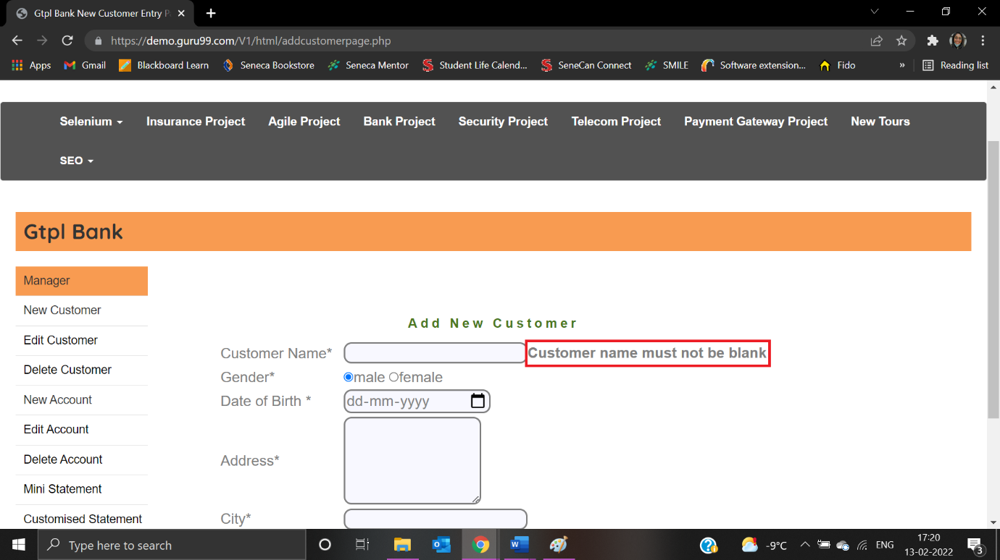 Gtpl Bank New Customer Entry P
https://demo.guru99.com/V1/html/addcustomerpage.php
Apps Gmail Blackboard Learn Seneca Bookstore Seneca Mentor Student Life Calend... SeneCan Connect SMILE Software extension... Fido » Reading list
Selenium Insurance Project Agile Project Bank Project Security Project Telecom Project Payment Gateway Project New Tours
SEO
Gtpl Bank
Manager
New Customer
Edit Customer
Delete Customer
New Account
Edit Account
Delete Account
Mini Statement
Customised Statement
Add New Customer
Customer Name* Customer name must not be blank
Gender* male female
Date of Birth * dd-mm-yyyy
Address*
City*
Type here to search
-9°C
ENG
17:20
13-02-2022
3